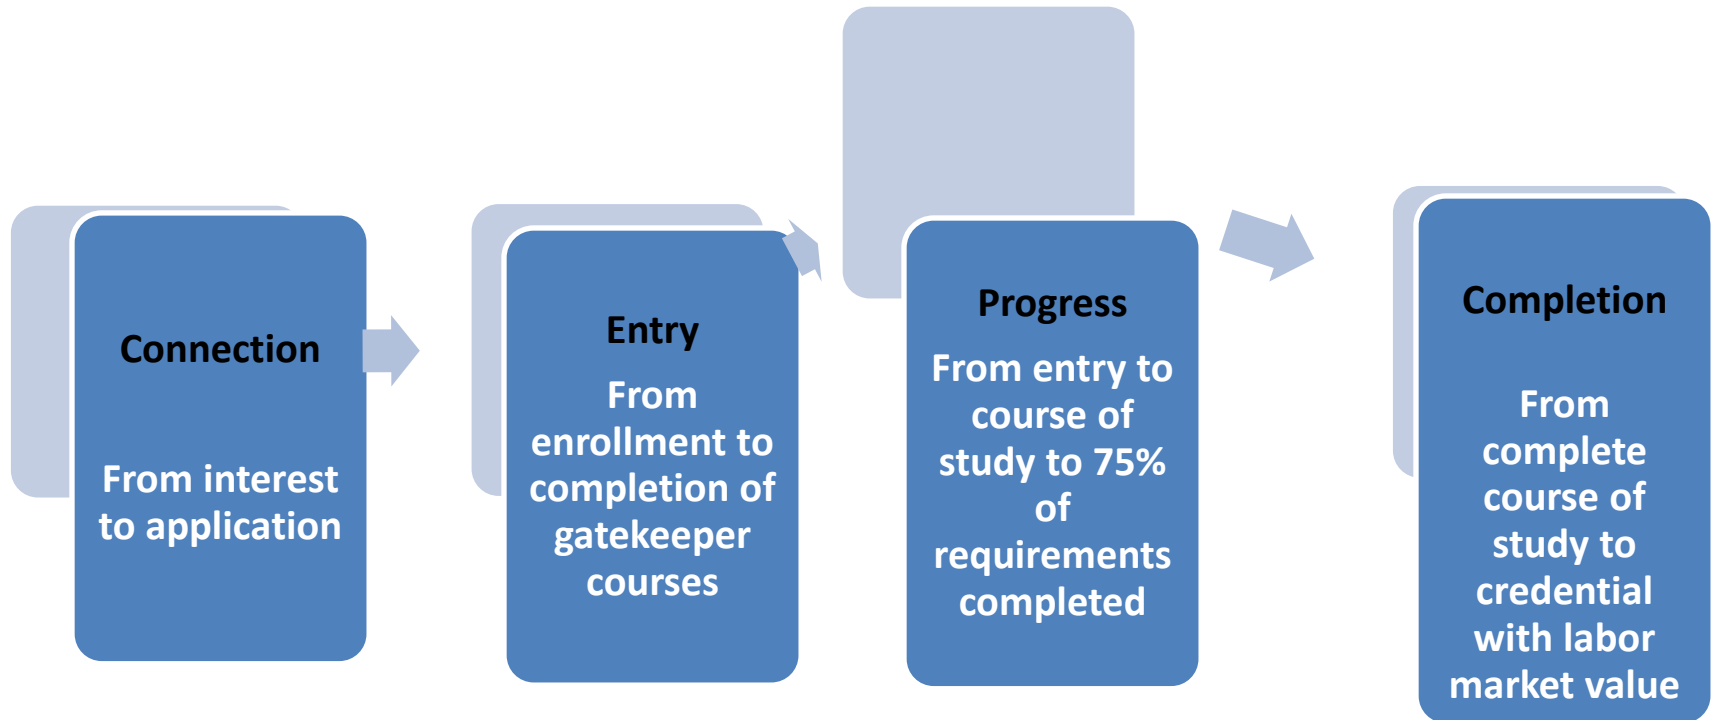 Connection
From interest
to application
Entry
From
enrollment to
completion of
gatekeeper
courses
Progress
From entry to
course of
study to 75%
of
requirements
completed
Completion
From
complete
course of
study to
credential
with labor
market value